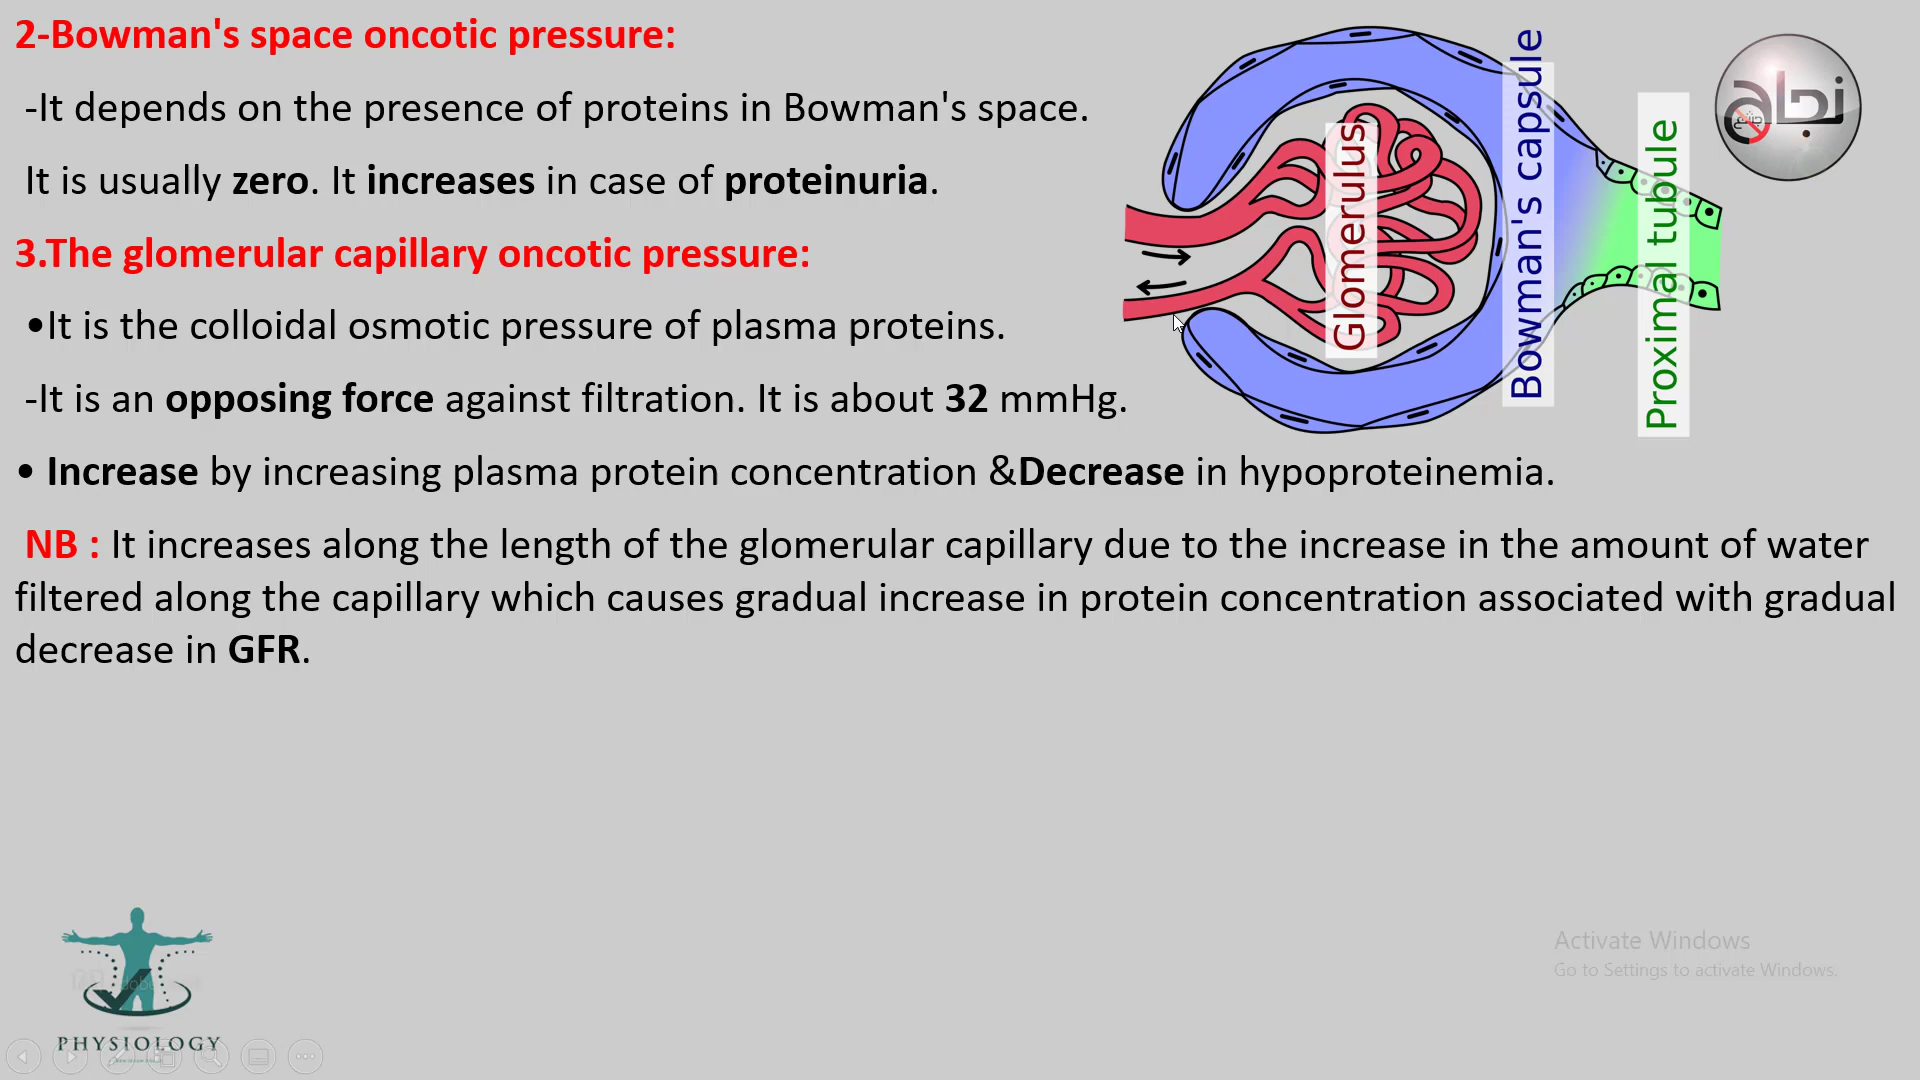 2-Bowman's space oncotic pressure:
-It depends on the presence of proteins in Bowman's space.
It is usually zero. It increases in case of proteinuria.
3.The glomerular capillary oncotic pressure:
•It is the colloidal osmotic pressure of plasma proteins.
-It is an opposing force against filtration. It is about 32 mmHg.
• Increase by increasing plasma protein concentration &Decrease in hypoproteinemia.
NB : It increases along the length of the glomerular capillary due to the increase in the amount of water
filtered along the capillary which causes gradual increase in protein concentration associated with gradual
decrease in GFR.
Glomerulus
Bowman's capsule
Proximal tubule
Activate Windows
Go to Settings to activate Windows.
PHYSIOLOGY